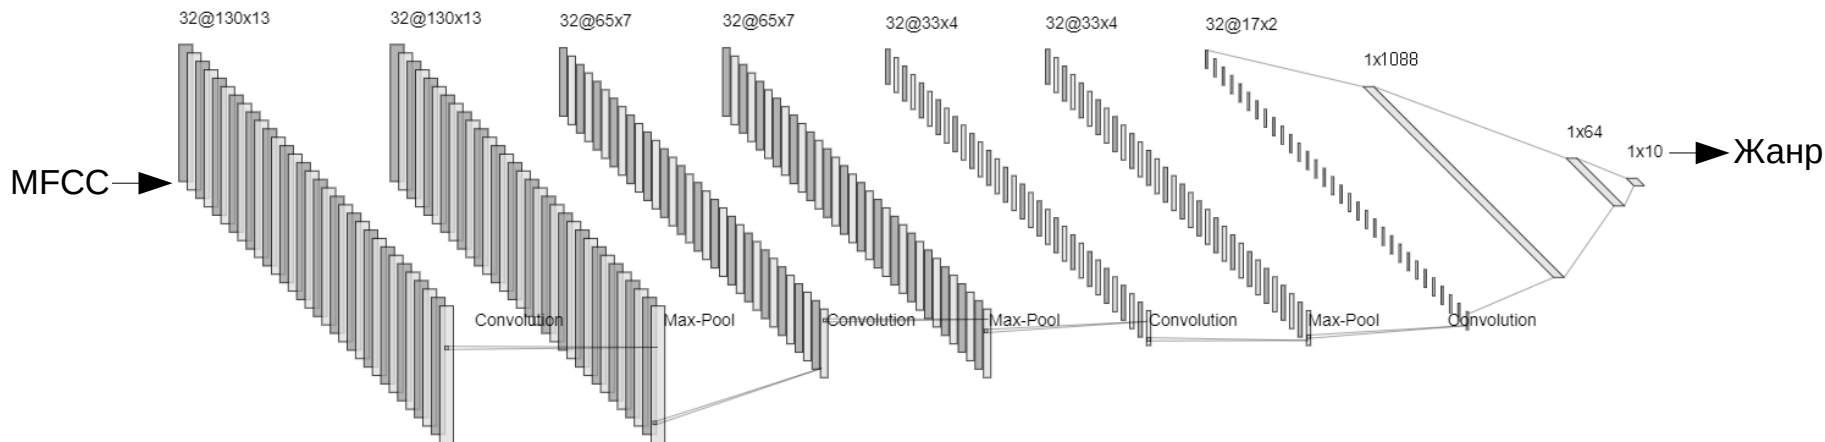 32@130x13
32@130x13
32@65x7
32@65x7
32@33x4
32@33x4
32@17x2
1x1088
1x64
1x10
MFCC
Жанр
Convolution
Max-Pool
Convolution
Max-Pool
Convolution
Max-Pool
Convolution